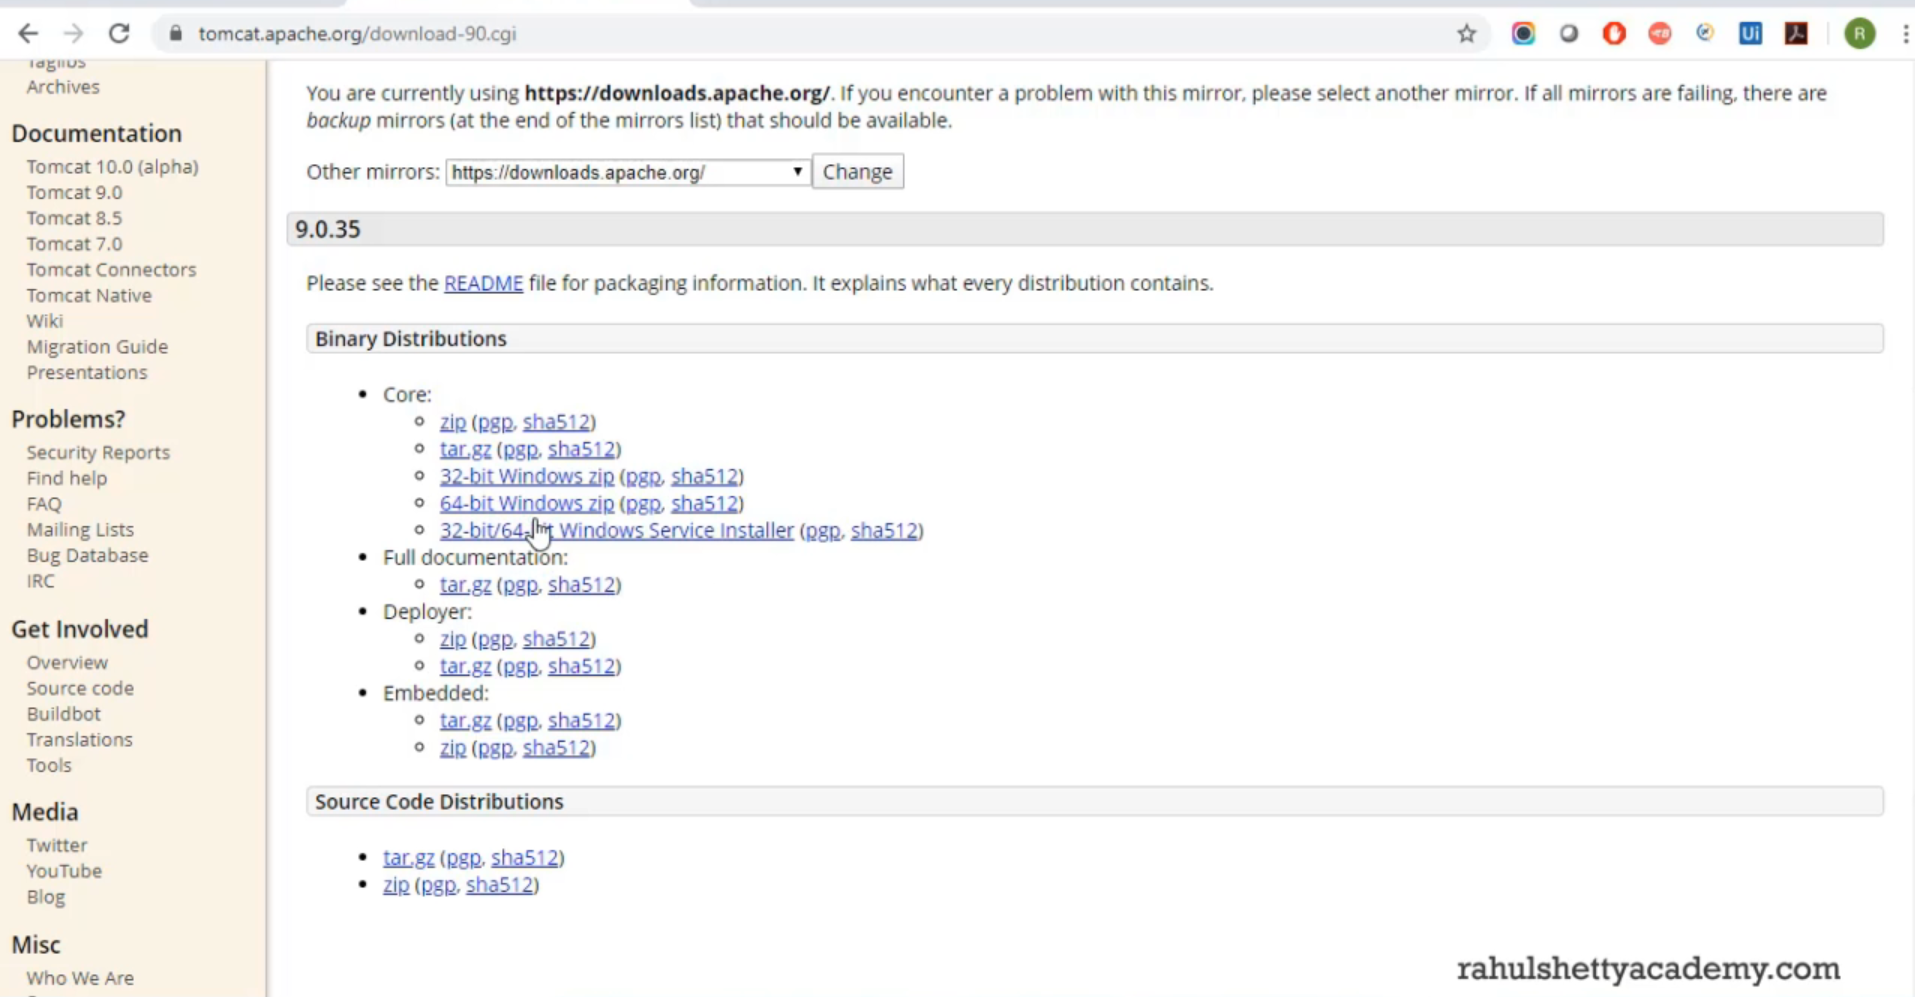 tomcat.apache.org/download-90.cgi
R
Taglibs
Archives
Documentation
Tomcat 10.0 (alpha)
Tomcat 9.0
Tomcat 8.5
Tomcat 7.0
Tomcat Connectors
Tomcat Native
Wiki
Migration Guide
Presentations
Problems?
Security Reports
Find help
FAQ
Mailing Lists
Bug Database
IRC
Get Involved
Overview
Source code
Buildbot
Translations
Tools
Media
Twitter
YouTube
Blog
Misc
Who We Are
You are currently using https://downloads.apache.org/. If you encounter a problem with this mirror, please select another mirror. If all mirrors are failing, there are
backup mirrors (at the end of the mirrors list) that should be available.
Other mirrors: https://downloads.apache.org/ Change
9.0.35
Please see the README file for packaging information. It explains what every distribution contains.
Binary Distributions
Core:
zip (pgp, sha512)
tar.gz (pgp, sha512)
32-bit Windows zip (pgp, sha512)
64-bit Windows zip (pgp, sha512)
32-bit/64-bit Windows Service Installer (pgp, sha512)
Full documentation:
tar.gz (pgp, sha512)
Deployer:
zip (pgp, sha512)
tar.gz (pgp, sha512)
Embedded:
tar.gz (pgp, sha512)
zip (pgp, sha512)
Source Code Distributions
tar.gz (pgp, sha512)
zip (pgp, sha512)
rahulshettyacademy.com